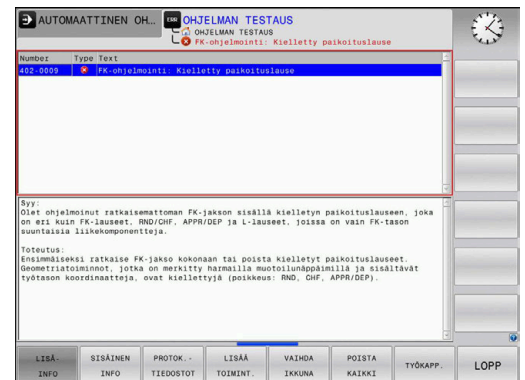 AUTOMAATTINEN OH...
ERR OHJELMAN TESTAUS
OHJELMAN TESTAUS
FK-ohjelmointi: Kielletty paikoituslause
Number Type Text
402-0009 FK-ohjelmointi: Kielletty paikoituslause
Syy:
Olet ohjelmoinut ratkaisemattoman FK-jakson sisällä kielletyn paikoituslauseen, joka
on eri kuin FK-lauseet, RND/CHF, APPR/DEP ja L-lauseet, joissa on vain FK-tason
suuntaisia liikekomponentteja.
Toteutus:
Ensimmäiseksi ratkaise FK-jakso kokonaan tai poista kielletyt paikoituslauseet.
Geometriatoiminnot, jotka on merkitty harmailla muotoilunäppäimillä ja sisältävät
työtason koordinaatteja, ovat kiellettyjä (poikkeus: RND, CHF, APPR/DEP).
LISÄ-
INFO
SISÄINEN
INFO
PROTOK.-
TIEDOSTOT
LISÄÄ
TOIMINT.
VAIHDA
IKKUNA
POISTA
KAIKKI
TYÖKAPP.
LOPP